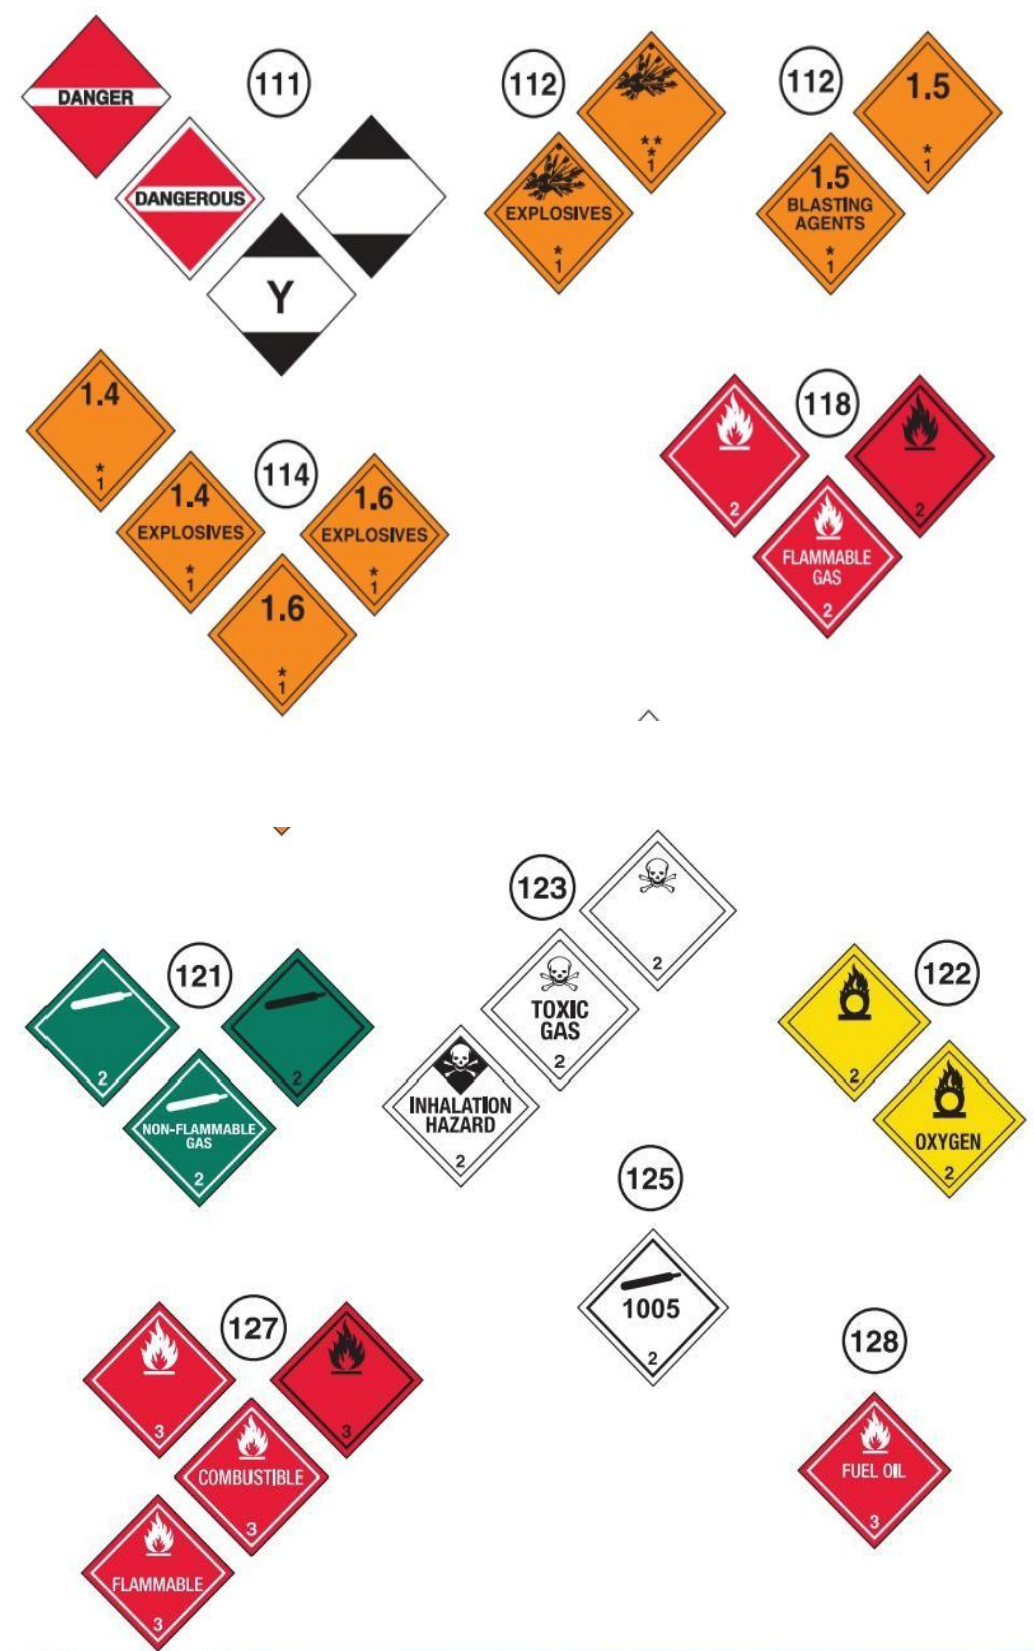 DANGER
111
DANGEROUS
Y
112
**
*
1
EXPLOSIVES
*
1
112
1.5
*
1
1.5
BLASTING
AGENTS
*
1
1.4
*
1
114
1.4
EXPLOSIVES
*
1
1.6
EXPLOSIVES
*
1
1.6
*
1
118
2
2
FLAMMABLE
GAS
2
121
2
2
NON-FLAMMABLE
GAS
2
123
2
TOXIC
GAS
2
INHALATION
HAZARD
2
122
2
OXYGEN
2
125
1005
2
127
3
3
COMBUSTIBLE
3
FLAMMABLE
3
128
FUEL OIL
3